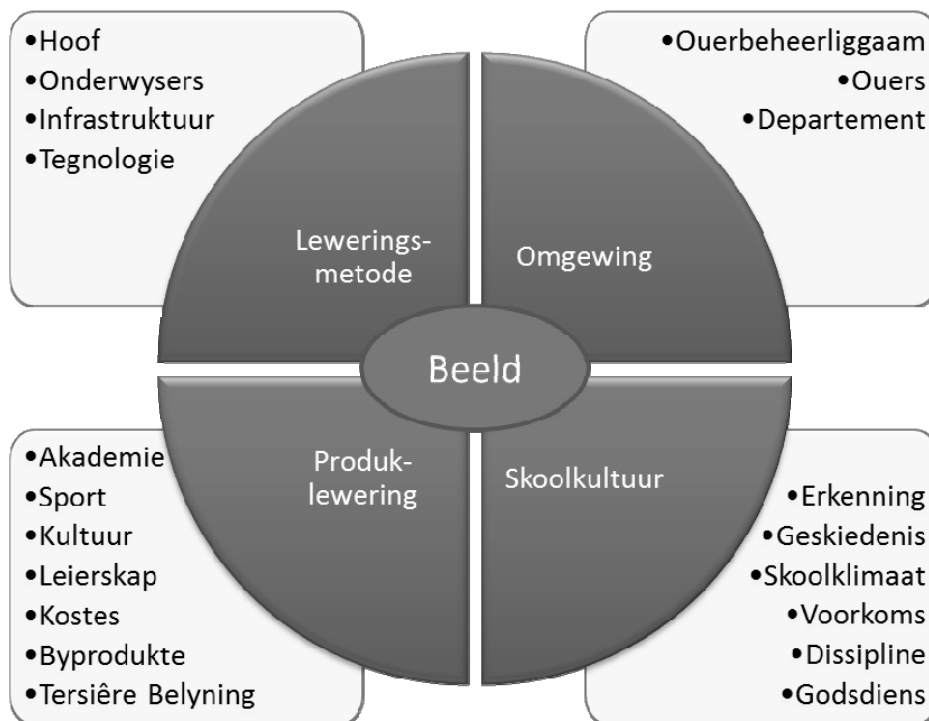 •Hoof
•Onderwysers
•Infrastruktuur
•Tegnologie
•Ouerbeheerliggaam
•Ouers
•Departement
Lewerings-
metode
Omgewing
Beeld
Produk-
lewering
Skoolkultuur
•Akademie
•Sport
•Kultuur
•Leierskap
•Kostes
•Byprodukte
•Tersiêre Belyning
•Erkenning
•Geskiedenis
•Skoolklimaat
•Voorkoms
•Dissipline
•Godsdiens